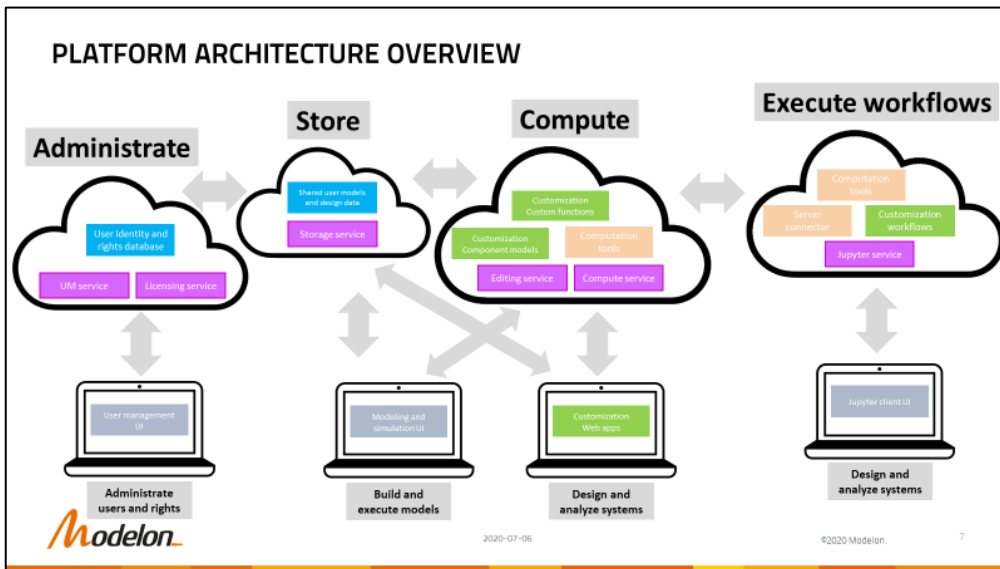 PLATFORM ARCHITECTURE OVERVIEW
Administrate
Store
Compute
Execute workflows
User identity and
rights database
UM service
Licensing service
Shared user models
and design data
Storage service
Customization
Custom functions
Customization
Component models
Computation
tools
Editing service
Compute service
Computation
tools
Server
connector
Customization
workflows
Jupyter service
User management
UI
Modeling and
simulation UI
Customization
Web apps
Jupyter client UI
Administrate
users and rights
Build and
execute models
Design and
analyze systems
Design and
analyze systems
Modelon
2020-07-06
©2020 Modelon.
7